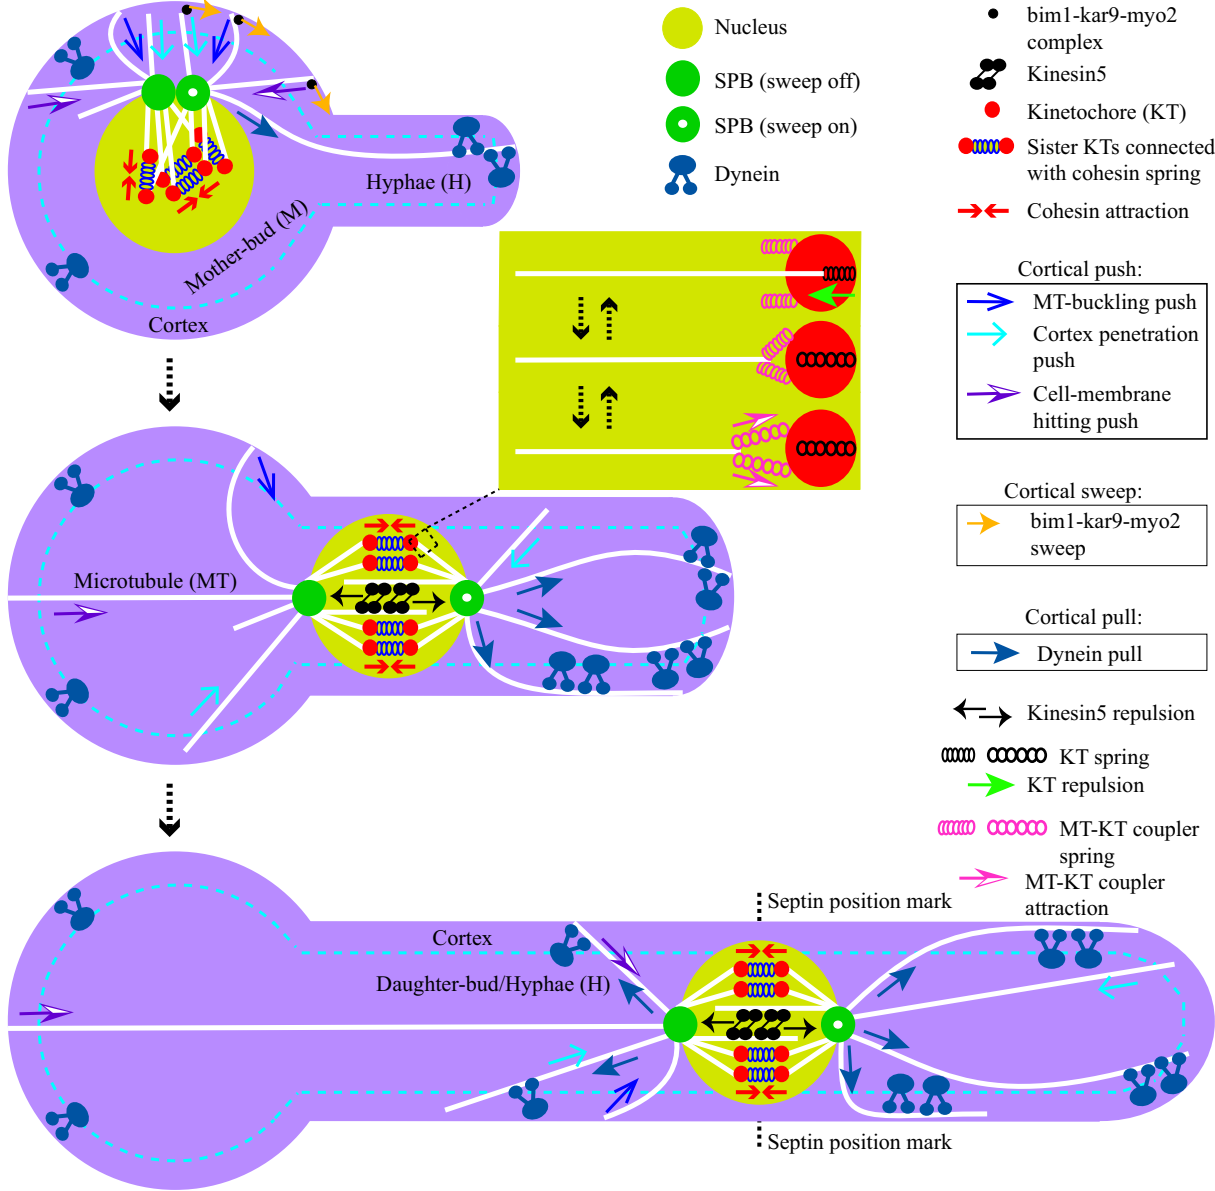 Nucleus
SPB (sweep off)
SPB (sweep on)
Dynein
bim1-kar9-myo2
complex
Kinesin5
Kinetochore (KT)
Sister KTs connected
with cohesin spring
Cohesin attraction
Cortical push:
MT-buckling push
Cortex penetration
push
Cell-membrane
hitting push
Cortical sweep:
bim1-kar9-myo2
sweep
Cortical pull:
Dynein pull
Kinesin5 repulsion
KT spring
KT repulsion
MT-KT coupler
spring
MT-KT coupler
attraction
Hyphae (H)
Mother-bud (M)
Cortex
Microtubule (MT)
Septin position mark
Cortex
Daughter-bud/Hyphae (H)
Septin position mark